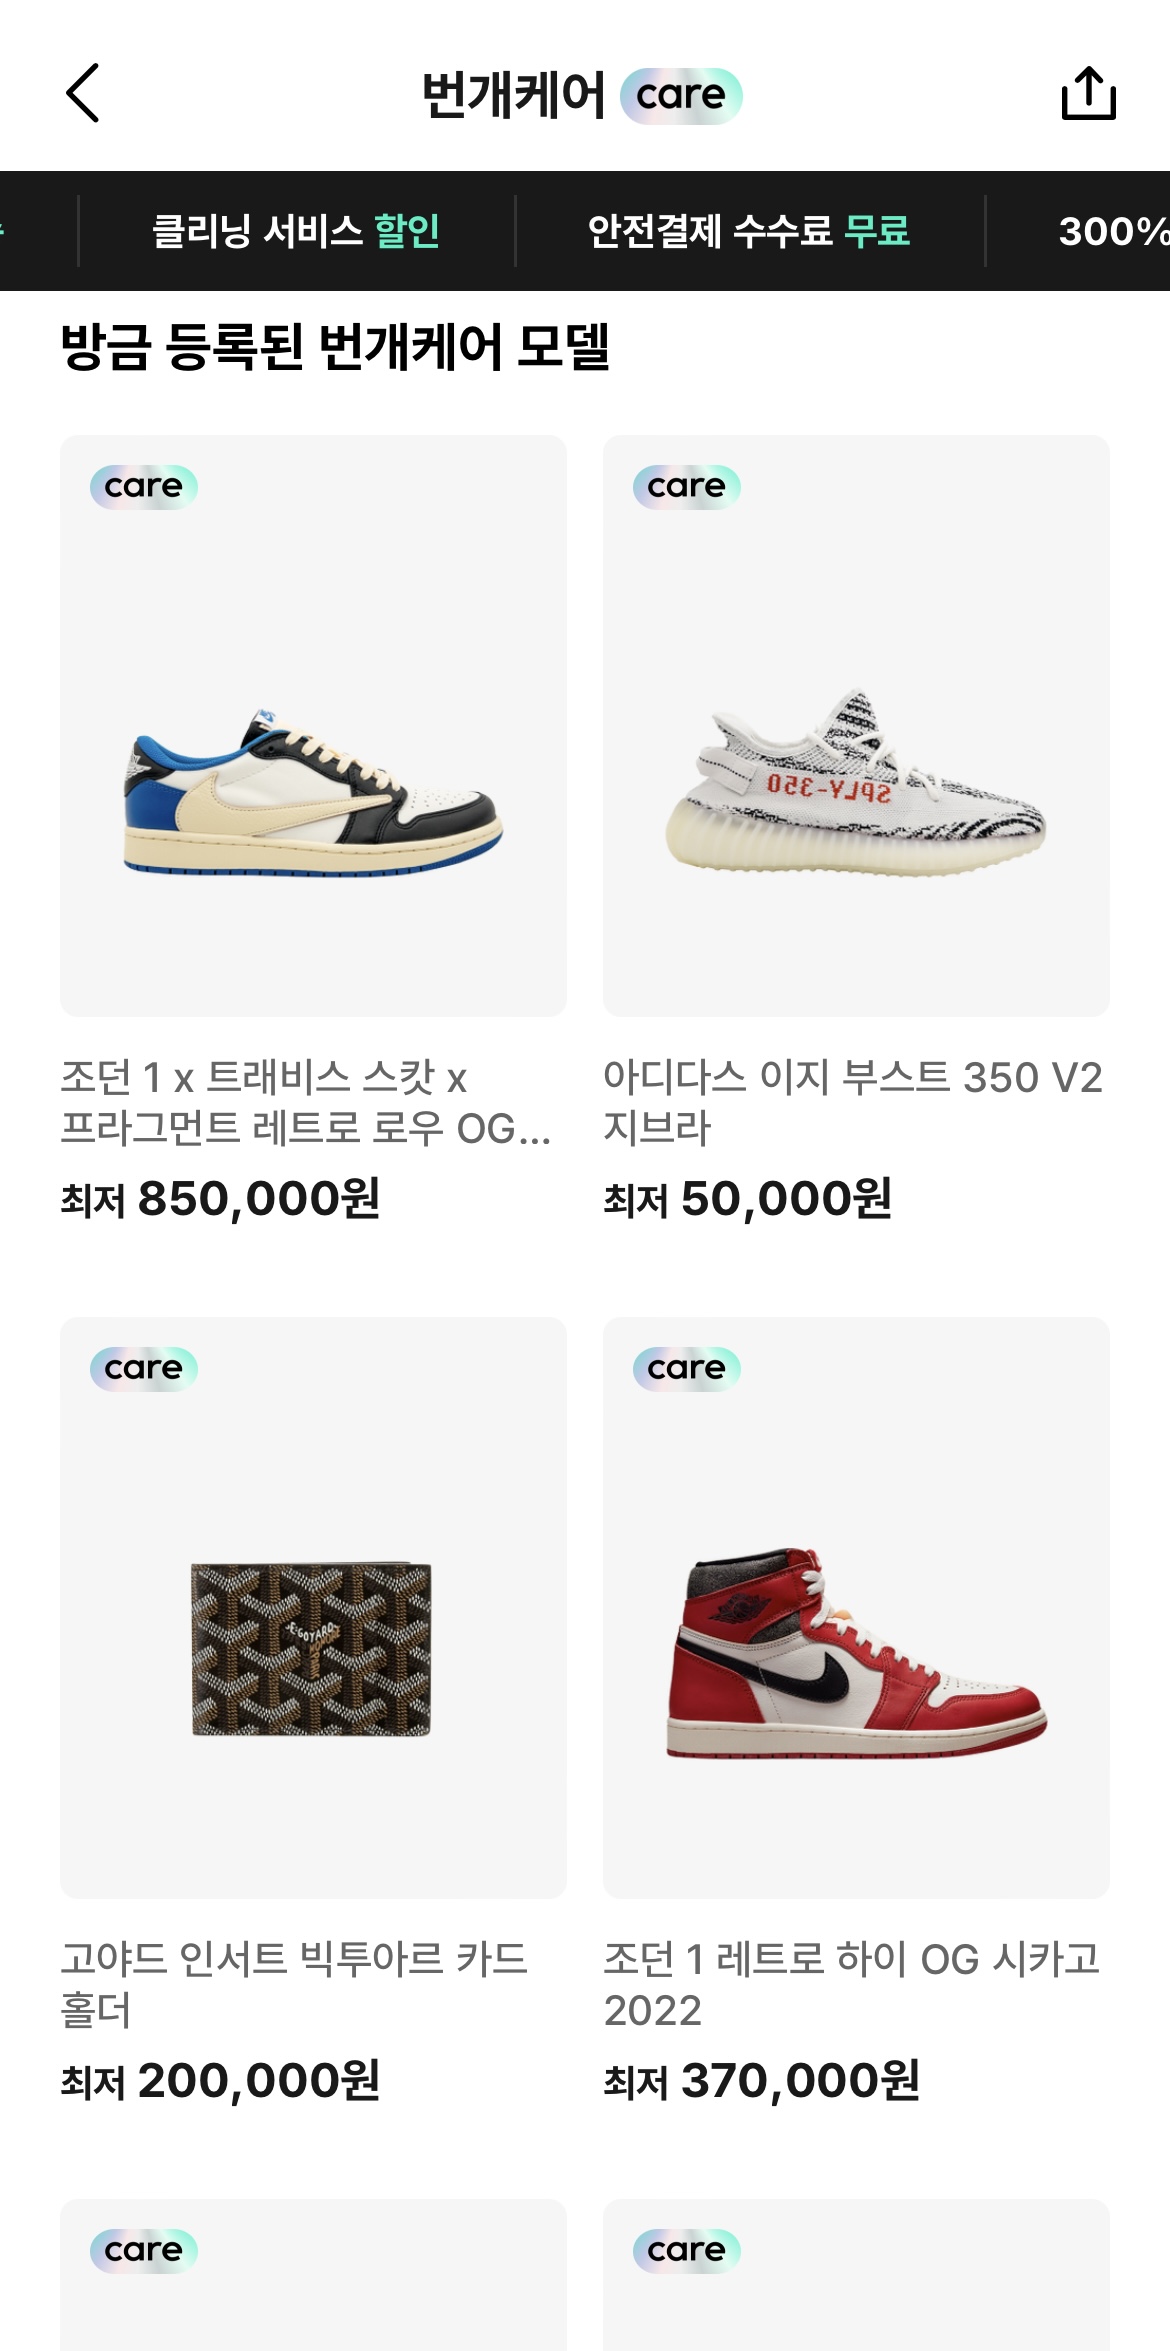 번개케어 care
클리닝 서비스 할인
안전결제 수수료 무료
300%
방금 등록된 번개케어 모델
care
care
SPLY-350
조던 1 x 트래비스 스캇 x
프라그먼트 레트로 로우 OG...
최저 850,000원
아디다스 이지 부스트 350 V2
지브라
최저 50,000원
care
care
고야드 인서트 빅투아르 카드
홀더
최저 200,000원
조던 1 레트로 하이 OG 시카고
2022
최저 370,000원
care
care